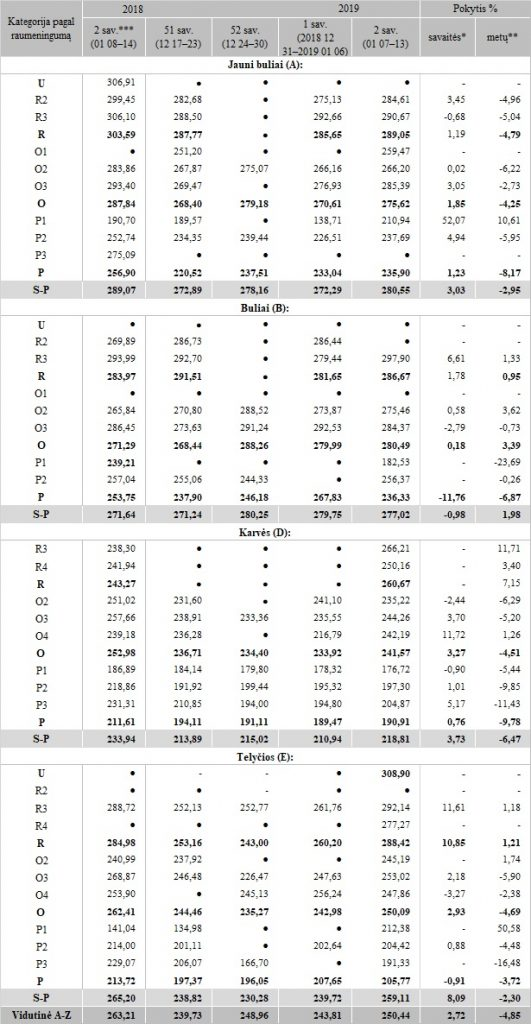 Kategorija pagal raumeningumą 2018 2019 Pokytis %
2 sav.*** (01 08–14) 51 sav. (12 17–23) 52 sav. (12 24–30) 1 sav. (2018 12 31–2019 01 06) 2 sav. (01 07–13) savaitės* metų**
Jauni buliai (A):
U 306,91 ● ● ● ● - -
R2 299,45 282,68 ● 275,13 284,61 3,45 -4,96
R3 306,10 288,50 ● 292,66 290,67 -0,68 -5,04
R 303,59 287,77 ● 285,65 289,05 1,19 -4,79
O1 ● 251,20 ● ● 259,47 - -
O2 283,86 267,87 275,07 266,16 266,20 0,02 -6,22
O3 293,40 269,47 ● 276,93 285,39 3,05 -2,73
O 287,84 268,40 279,18 270,61 275,62 1,85 -4,25
P1 190,70 189,57 ● 138,71 210,94 52,07 10,61
P2 252,74 234,35 239,44 226,51 237,69 4,94 -5,95
P3 275,09 ● ● ● ● - -
P 256,90 220,52 237,51 233,04 235,90 1,23 -8,17
S-P 289,07 272,89 278,16 272,29 280,55 3,03 -2,95
Buliai (B):
U ● ● ● ● ● - -
R2 269,89 286,73 ● 286,44 ● - -
R3 293,99 292,70 ● 279,44 297,90 6,61 1,33
R 283,97 291,51 ● 281,65 286,67 1,78 0,95
O1 ● ● ● ● ● - -
O2 265,84 270,80 288,52 273,87 275,46 0,58 3,62
O3 286,45 273,63 291,24 292,53 284,37 -2,79 -0,73
O 271,29 268,44 288,26 279,99 280,49 0,18 3,39
P1 239,21 ● ● ● 182,53 - -23,69
P2 257,04 255,06 244,33 ● 256,37 - -0,26
P 253,75 237,90 246,18 267,83 236,33 -11,76 -6,87
S-P 271,64 271,24 280,25 279,75 277,02 -0,98 1,98
Karvės (D):
R3 238,30 ● ● ● 266,21 - 11,71
R4 241,94 ● ● ● 250,16 - 3,40
R 243,27 ● ● ● 260,67 - 7,15
O2 251,02 231,60 ● 241,10 235,22 -2,44 -6,29
O3 257,66 238,91 233,36 235,55 244,26 3,70 -5,20
O4 239,18 236,28 ● 216,79 242,19 11,72 1,26
O 252,98 236,71 234,40 233,92 241,57 3,27 -4,51
P1 186,89 184,14 179,80 178,32 176,72 -0,90 -5,44
P2 218,86 191,92 199,44 195,32 197,30 1,01 -9,85
P3 231,31 210,85 194,00 194,80 204,87 5,17 -11,43
P 211,61 194,11 191,11 189,47 190,91 0,76 -9,78
S-P 233,94 213,89 215,02 210,94 218,81 3,73 -6,47
Telyčios (E):
U ● - - ● 308,90 - -
R2 ● ● - ● ● - -
R3 288,72 252,13 252,77 261,76 292,14 11,61 1,18
R4 ● ● ● ● 277,27 - -
R 284,98 253,16 243,00 260,20 288,42 10,85 1,21
O2 240,99 237,92 ● ● 245,19 - 1,74
O3 268,87 246,48 226,47 247,63 253,02 2,18 -5,90
O4 253,90 ● 245,13 256,24 247,86 -3,27 -2,38
O 262,41 244,46 235,27 242,98 250,09 2,93 -4,69
P1 141,04 134,98 ● ● 212,38 - 50,58
P2 214,00 201,11 ● 202,64 204,42 0,88 -4,48
P3 229,07 206,07 166,70 ● 191,33 - -16,48
P 213,72 197,37 196,05 207,65 205,77 -0,91 -3,72
S-P 265,20 238,82 230,28 239,72 259,11 8,09 -2,30
Vidutinė A-Z 263,21 239,73 248,96 243,81 250,44 2,72 -4,85